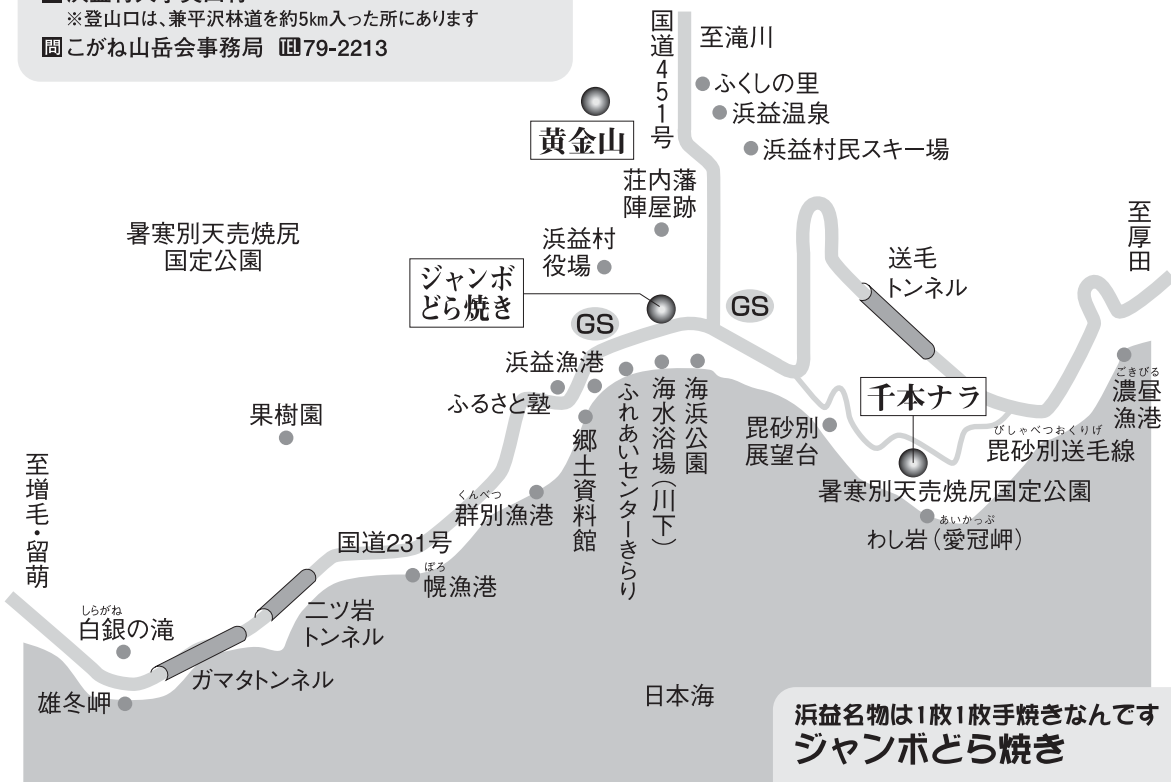 ※登山口は、兼平沢林道を約5km入った所にあります
問こがね山岳会事務局 TEL79-2213
国道451号
至滝川
ふくしの里
浜益温泉
浜益村民スキー場
黄金山
荘内藩
陣屋跡
浜益村
役場
暑寒別天売焼尻
国定公園
ジャンボ
どら焼き
GS
GS
送毛
トンネル
至厚田
浜益漁港
ふるさと塾
郷土資料館
ふれあいセンターきらり
海水浴場(川下)
海浜公園
千本ナラ
毘砂別
展望台
びしゃべつおくりげ
毘砂別送毛線
ごきびる
濃昼
漁港
暑寒別天売焼尻国定公園
あいかっぷ
わし岩(愛冠岬)
果樹園
くんべつ
群別漁港
至増毛・留萌
国道231号
ぽろ
幌漁港
しらがね
白銀の滝
二ツ岩
トンネル
ガマタトンネル
雄冬岬
日本海
浜益名物は1枚1枚手焼きなんです
ジャンボどら焼き